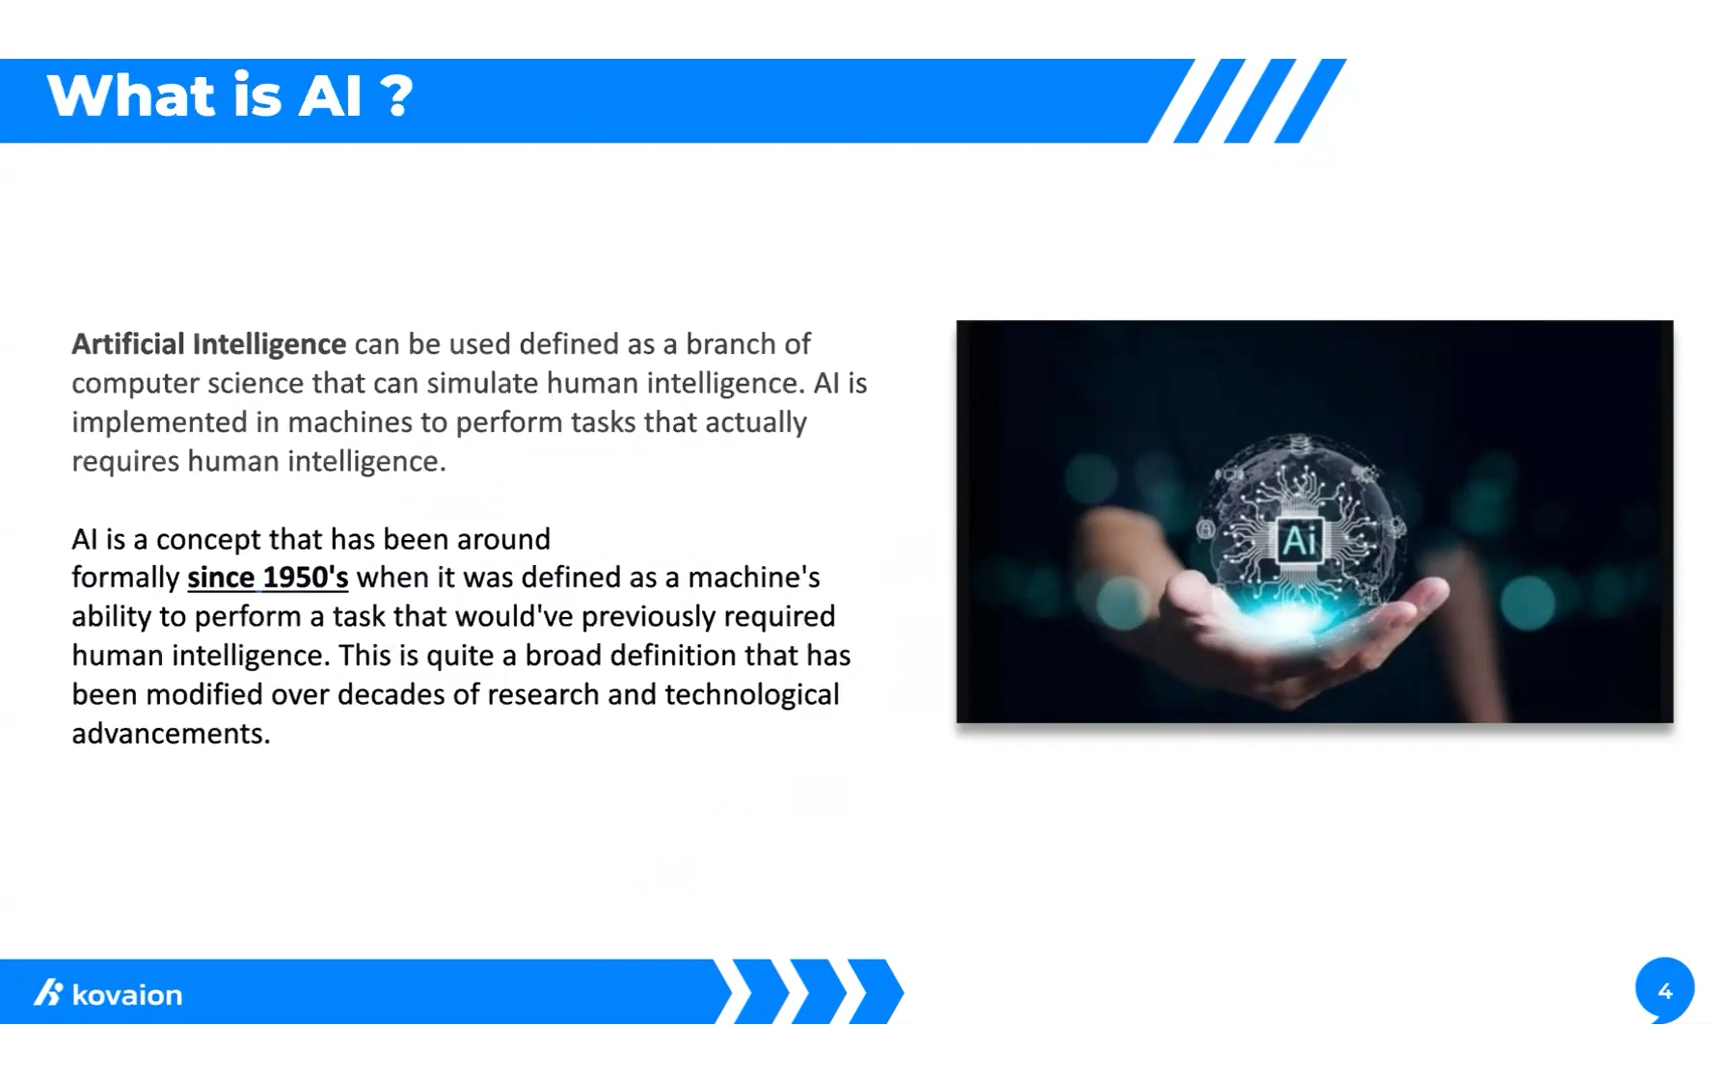 What is AI ?
Artificial Intelligence can be used defined as a branch of
computer science that can simulate human intelligence. AI is
implemented in machines to perform tasks that actually
requires human intelligence.
AI is a concept that has been around
formally since 1950's when it was defined as a machine's
ability to perform a task that would've previously required
human intelligence. This is quite a broad definition that has
been modified over decades of research and technological
advancements.
Ai
kovaion
4